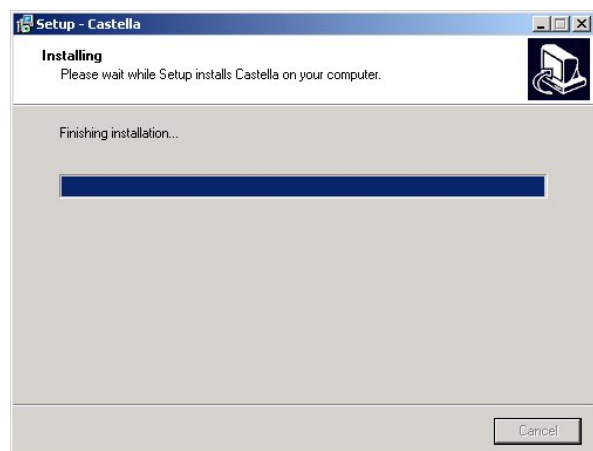 Setup - Castella
Installing
Please wait while Setup installs Castella on your computer.
Finishing installation...
Cancel